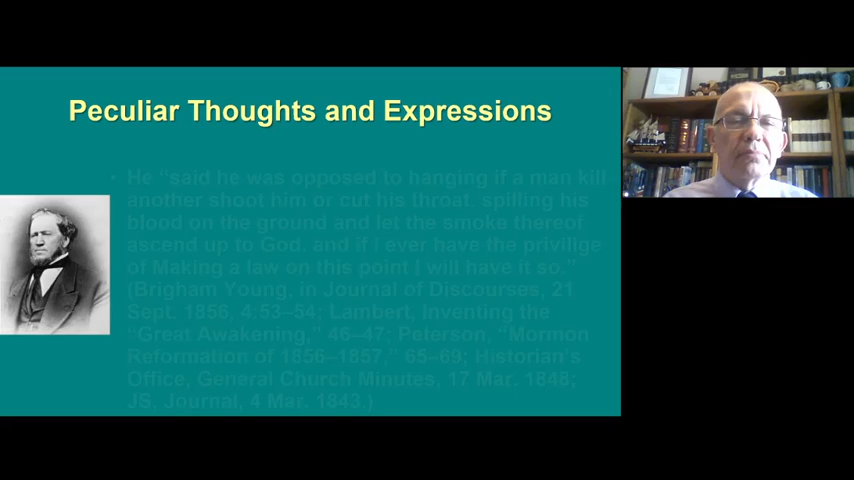 Peculiar Thoughts and Expressions
• He “said he was opposed to hanging if a man kill
another shoot him or cut his throat spilling his
blood on the ground and let the smoke thereof
ascend up to God, and if I ever have the privilige
of Making a law on this point I will have it so.”
(Brigham Young, in Journal of Discourses, 21
Sept. 1856, 4:53–54; Lambert, Inventing the
“Great Awakening,” 46–47; Peterson, “Mormon
Reformation of 1856–1857,” 65–69; Historian’s
Office, General Church Minutes, 17 Mar. 1848;
JS, Journal, 4 Mar. 1843.)